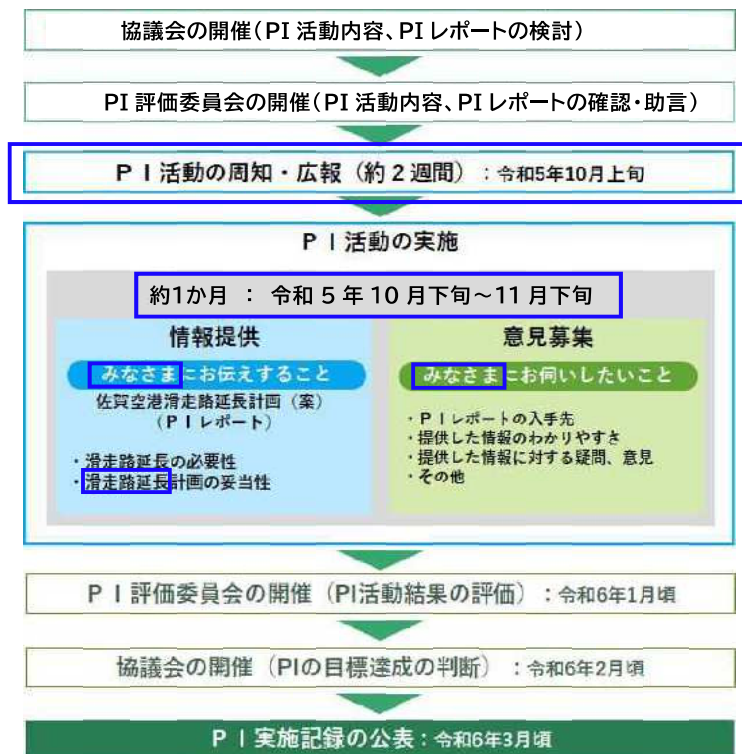 協議会の開催(PI 活動内容、PI レポートの検討)
PI 評価委員会の開催(PI 活動内容、PI レポートの確認・助言)
ＰＩ活動の周知・広報（約２週間）：令和5年10月上旬
ＰＩ活動の実施
約1か月 ： 令和 5 年 10 月下旬～11 月下旬
情報提供
みなさまにお伝えすること
佐賀空港滑走路延長計画（案）
（ＰＩレポート）
・滑走路延長の必要性
・滑走路延長計画の妥当性
意見募集
みなさまにお伺いしたいこと
・ＰＩレポートの入手先
・提供した情報のわかりやすさ
・提供した情報に対する疑問、意見
・その他
ＰＩ評価委員会の開催（PI活動結果の評価）：令和6年1月頃
協議会の開催（PIの目標達成の判断）：令和6年2月頃
ＰＩ実施記録の公表：令和6年3月頃